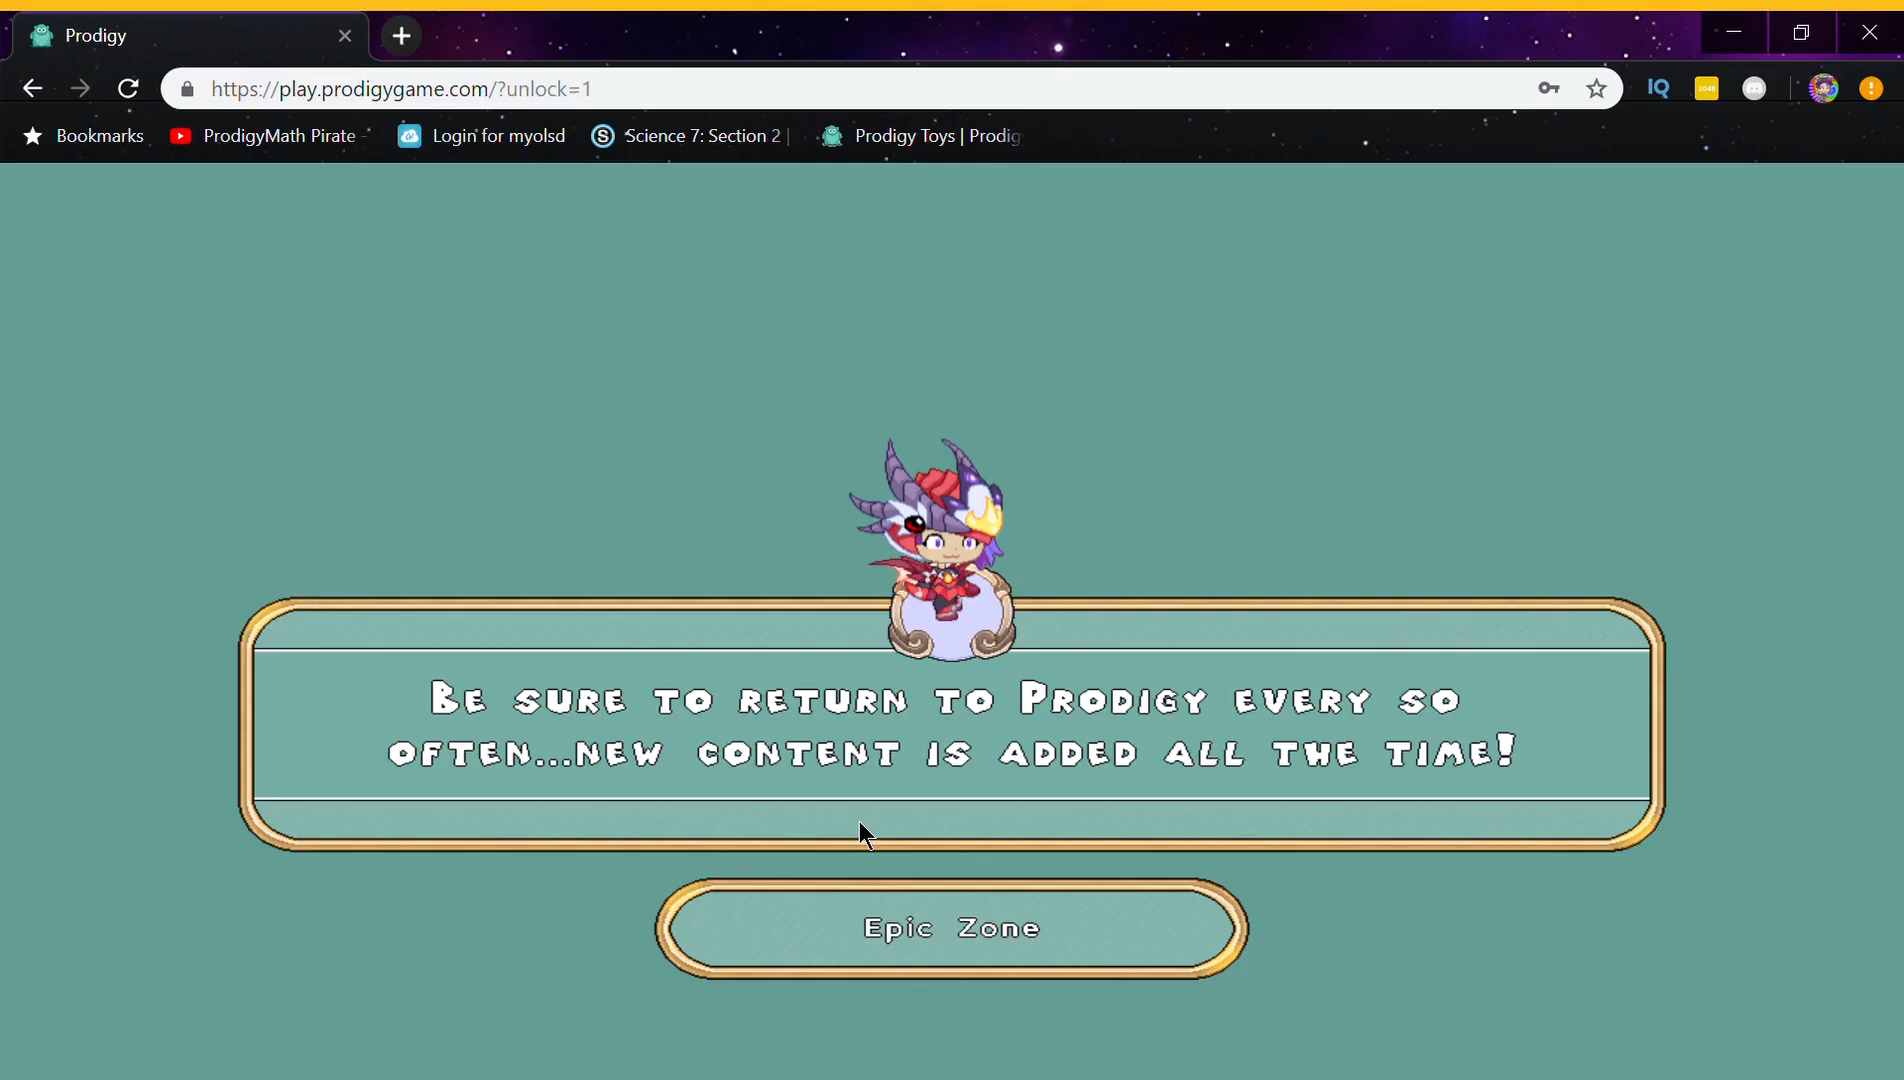 Prodigy
https://play.prodigygame.com/?unlock=1
IQ
2048
Bookmarks
ProdigyMath Pirate -
Login for myolsd
Science 7: Section 2 |
Prodigy Toys | Prodig
Be sure to return to Prodigy every so
often...new content is added all the time!
Epic Zone